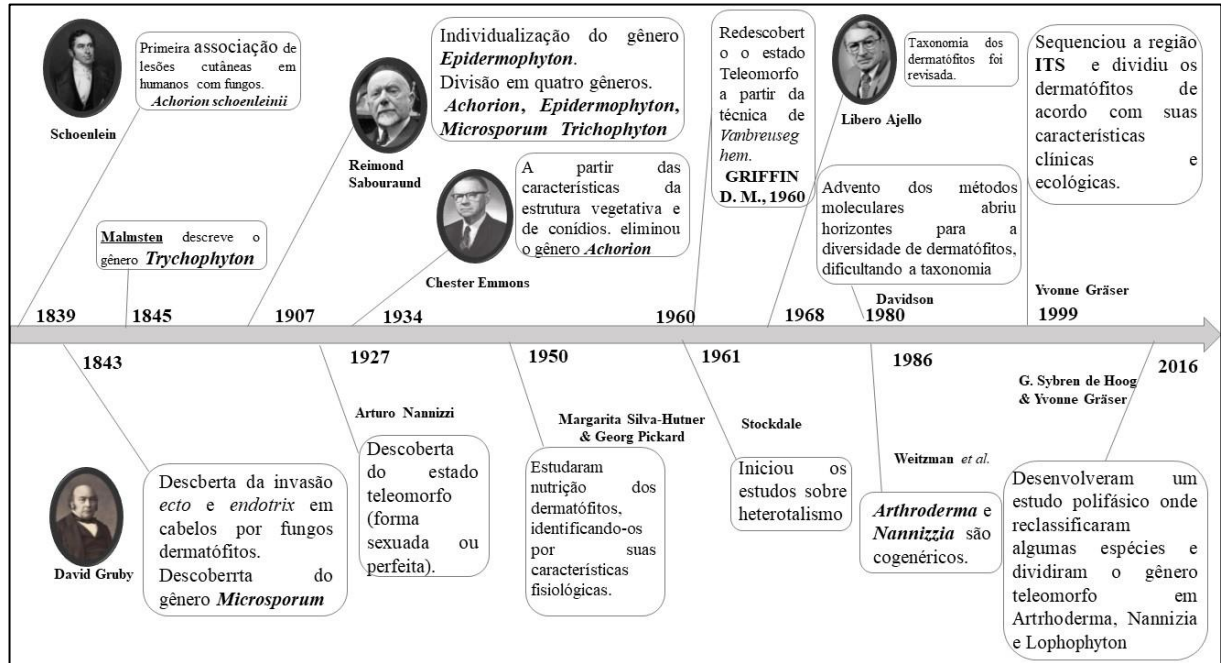 Schoenlein
Primeira associação de
lesões cutâneas em
humanos com fungos.
Achorion schoenleinii
Malmsten descreve o
gênero Trychophyton
Reimond
Sabouraund
Individualização do gênero
Epidermophyton.
Divisão em quatro gêneros.
Achorion, Epidermophyton,
Microsporum Trichophyton
Chester Emmons
A partir das
características da
estrutura vegetativa e
de conídios. eliminou
o gênero Achorion
Redescobert
o o estado
Teleomorfo
a partir da
técnica de
Vanbreuseg
hem.
GRIFFIN
D. M., 1960
Libero Ajello
Taxonomia dos
dermatófitos foi
revisada.
Advento dos métodos
moleculares abriu
horizontes para a
diversidade de dermatófitos,
dificultando a taxonomia
Davidson
Sequenciou a região
ITS e dividiu os
dermatófitos de
acordo com suas
características
clínicas e
ecológicas.
Yvonne Gräser
1839
1845
1907
1934
1960
1968
1980
1999
1843
1927
1950
1961
1986
2016
David Gruby
Descberta da invasão
ecto e endotrix em
cabelos por fungos
dermatófitos.
Descoberrta do
gênero Microsporum
Arturo Nannizzi
Descoberta
do estado
teleomorfo
(forma
sexuada ou
perfeita).
Margarita Silva-Hutner
& Georg Pickard
Estudaram
nutrição dos
dermatófitos,
identificando-os
por suas
características
fisiológicas.
Stockdale
Iniciou os
estudos sobre
heterotalismo
Weitzman et al.
Arthroderma e
Nannizzia são
cogenéricos.
G. Sybren de Hoog
& Yvonne Gräser
Desenvolveram um
estudo polifásico onde
reclassificaram
algumas espécies e
dividiram o gênero
teleomorfo em
Artrhoderma, Nannizia
e Lophophyton